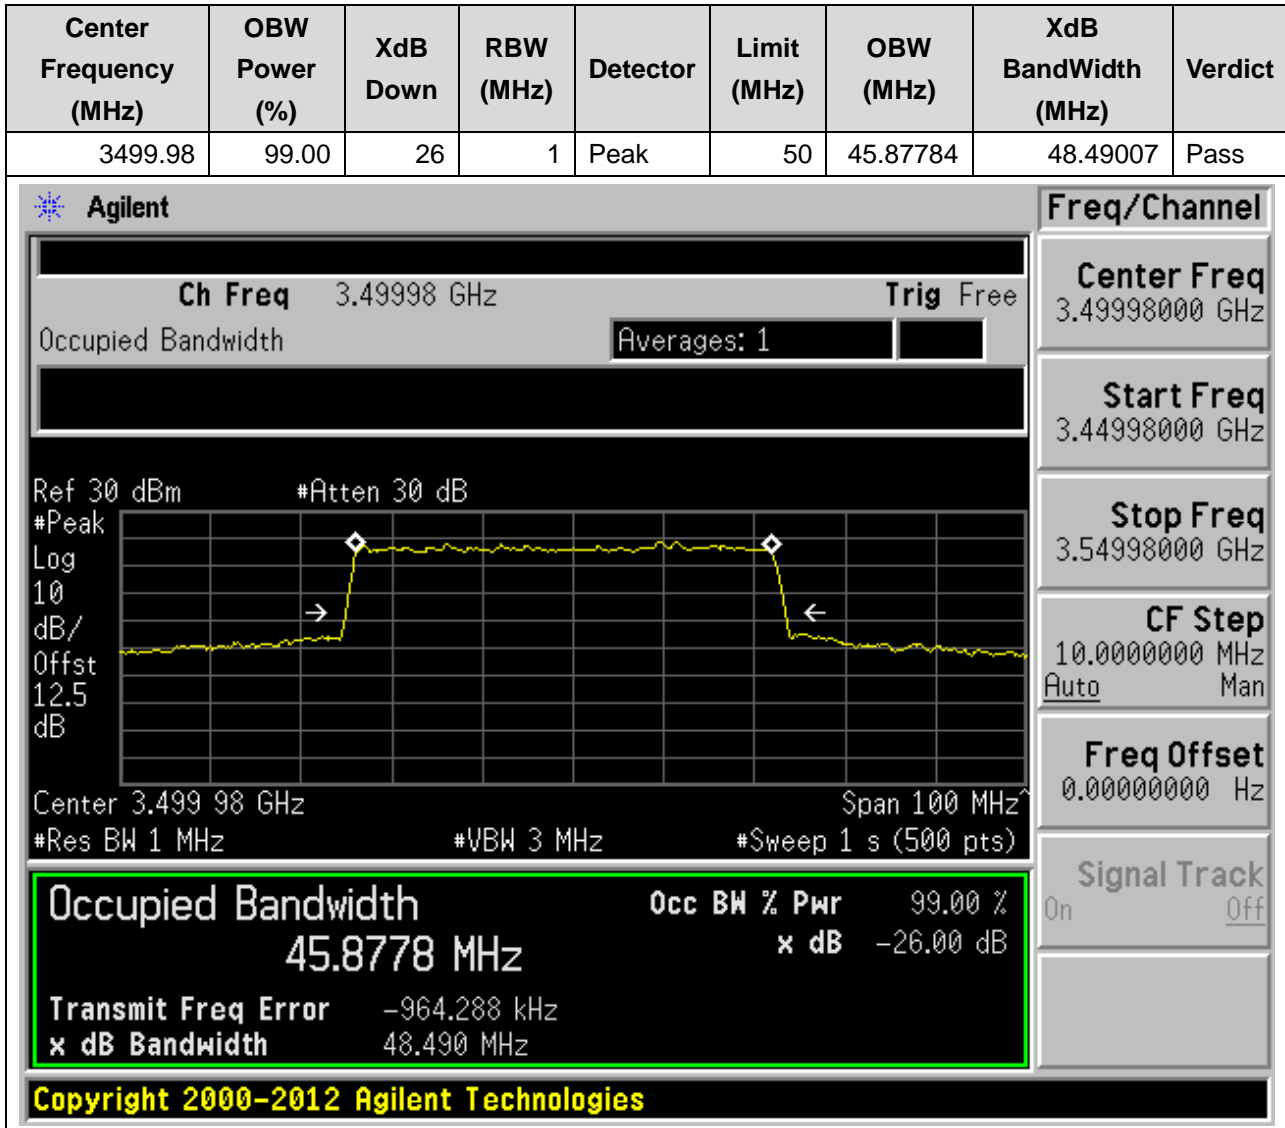 Center Frequency (MHz) OBW Power (%) XdB Down RBW (MHz) Detector Limit (MHz) OBW (MHz) XdB BandWidth (MHz) Verdict
3499.98 99.00 26 1 Peak 50 45.87784 48.49007 Pass
Agilent
Ch Freq 3.49998 GHz Trig Free
Occupied Bandwidth Averages: 1
Ref 30 dBm #Atten 30 dB
#Peak
Log
10
dB/
Offst
12.5
dB
Center 3.499 98 GHz Span 100 MHz^
#Res BW 1 MHz #VBW 3 MHz #Sweep 1 s (500 pts)
Occupied Bandwidth Occ BW % Pwr 99.00 %
45.8778 MHz x dB -26.00 dB
Transmit Freq Error -964.288 kHz
x dB Bandwidth 48.490 MHz
Copyright 2000-2012 Agilent Technologies
Freq/Channel
Center Freq
3.49998000 GHz
Start Freq
3.44998000 GHz
Stop Freq
3.54998000 GHz
CF Step
10.0000000 MHz
Auto Man
Freq Offset
0.00000000 Hz
Signal Track
On Off